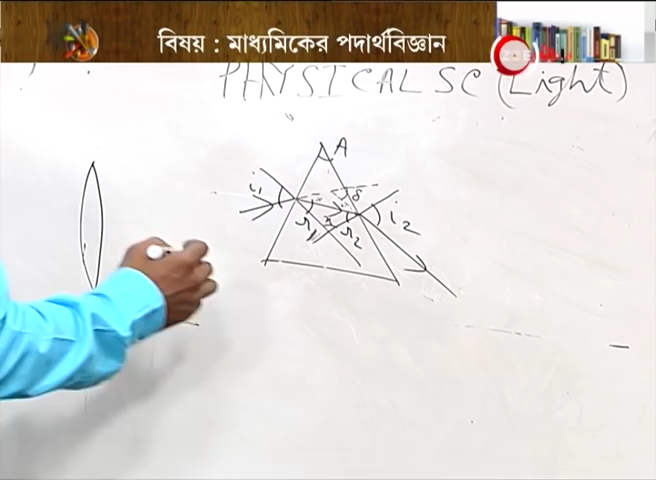 বিষয় : মাধ্যমিকের পদার্থবিজ্ঞান
PHYSICAL SC (Light)
A
i₁
δ
i₂
r₁
r₂